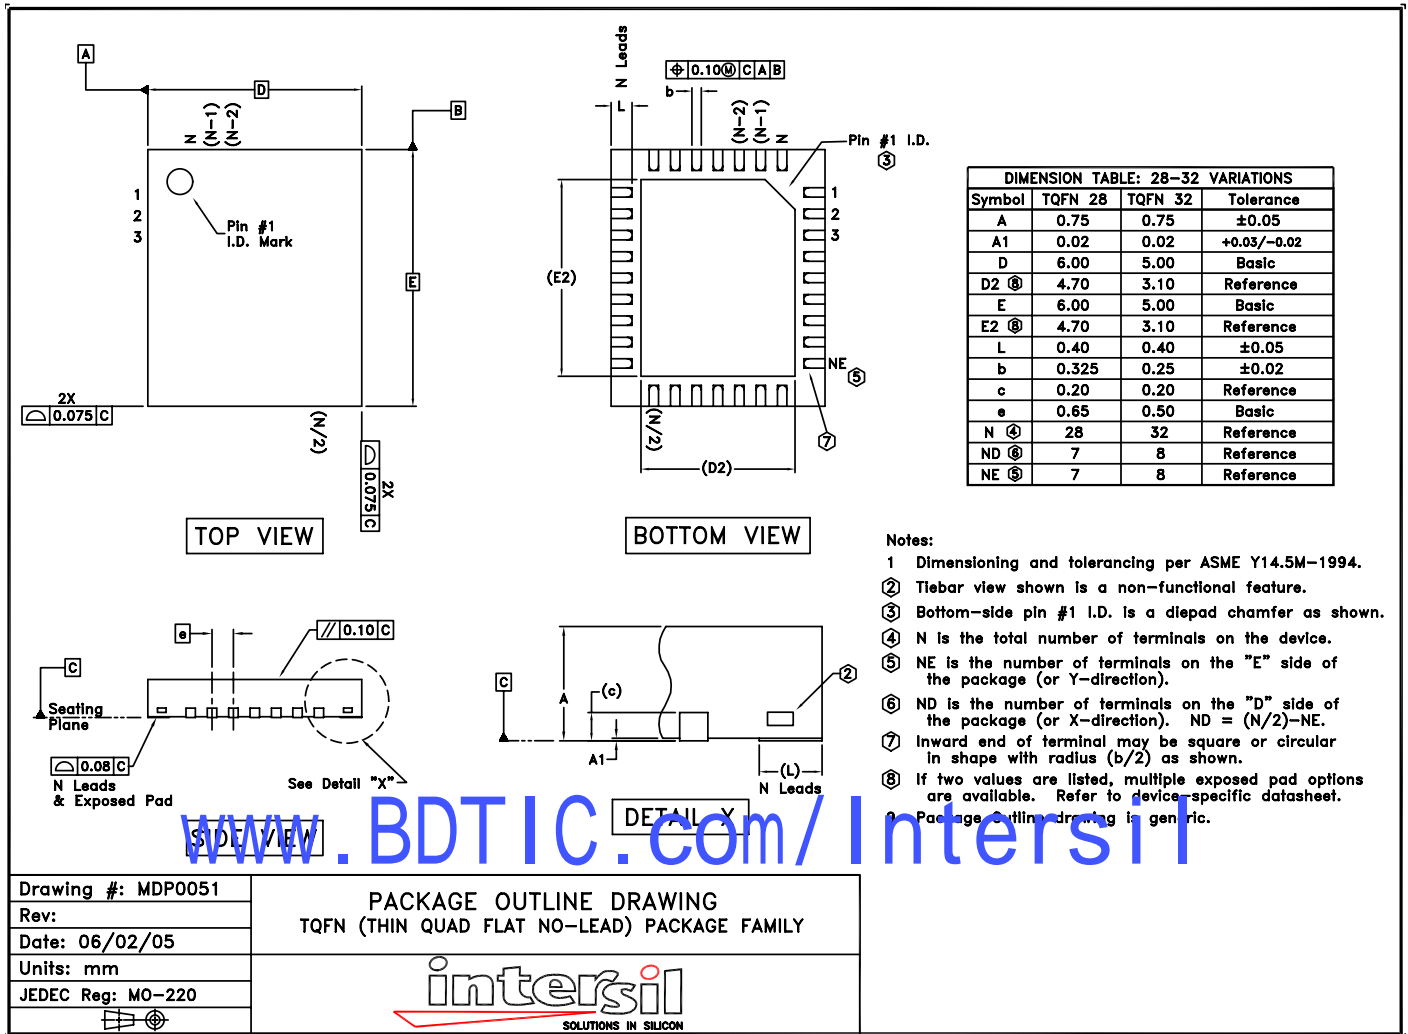 A
D
N
(N-1)
(N-2)
B
1
2
3
Pin #1
I.D. Mark
E
2X
0.075 C
(N/2)
2X
0.075 C
TOP VIEW
N Leads
L
0.10Ⓜ C A B
b
(N-2)
(N-1)
N
Pin #1 I.D.
3
1
2
3
(E2)
NE
5
(N/2)
7
(D2)
BOTTOM VIEW
DIMENSION TABLE: 28-32 VARIATIONS
Symbol TQFN 28 TQFN 32 Tolerance
A 0.75 0.75 ±0.05
A1 0.02 0.02 +0.03/-0.02
D 6.00 5.00 Basic
D2 8 4.70 3.10 Reference
E 6.00 5.00 Basic
E2 8 4.70 3.10 Reference
L 0.40 0.40 ±0.05
b 0.325 0.25 ±0.02
c 0.20 0.20 Reference
e 0.65 0.50 Basic
N 4 28 32 Reference
ND 6 7 8 Reference
NE 5 7 8 Reference
Notes:
1 Dimensioning and tolerancing per ASME Y14.5M-1994.
2 Tiebar view shown is a non-functional feature.
3 Bottom-side pin #1 I.D. is a diepad chamfer as shown.
4 N is the total number of terminals on the device.
5 NE is the number of terminals on the "E" side of
the package (or Y-direction).
6 ND is the number of terminals on the "D" side of
the package (or X-direction). ND = (N/2)-NE.
7 Inward end of terminal may be square or circular
in shape with radius (b/2) as shown.
8 If two values are listed, multiple exposed pad options
are available. Refer to device-specific datasheet.
9 Package Outline drawing is generic.
e
// 0.10 C
C
Seating
Plane
0.08 C
N Leads
& Exposed Pad
See Detail "X"
SIDE VIEW
C
A
(c)
2
A1
(L)
N Leads
DETAIL X
www.BDTIC.com/Intersil
Drawing #: MDP0051
Rev:
Date: 06/02/05
Units: mm
JEDEC Reg: MO-220
PACKAGE OUTLINE DRAWING
TQFN (THIN QUAD FLAT NO-LEAD) PACKAGE FAMILY
intersil
SOLUTIONS IN SILICON